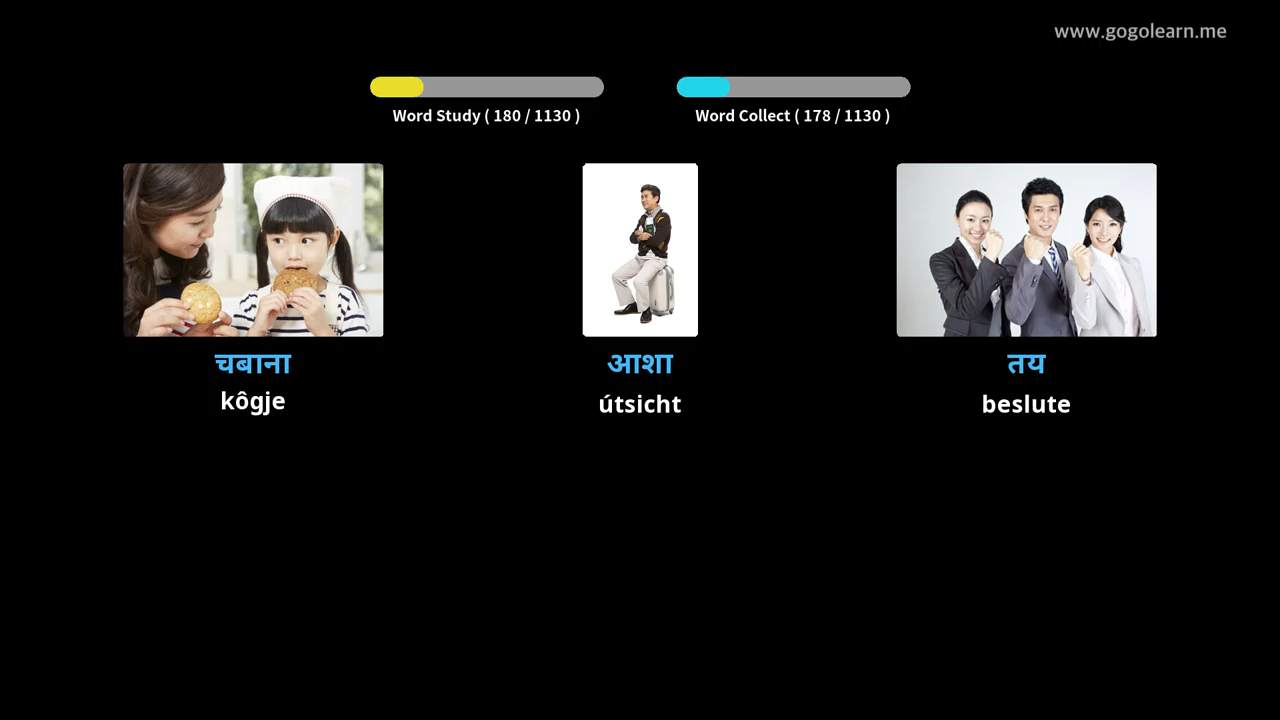 www.gogolearn.me
Word Study ( 180 / 1130 )
Word Collect ( 178 / 1130 )
चबाना
kôgje
आशा
útsicht
तय
beslute